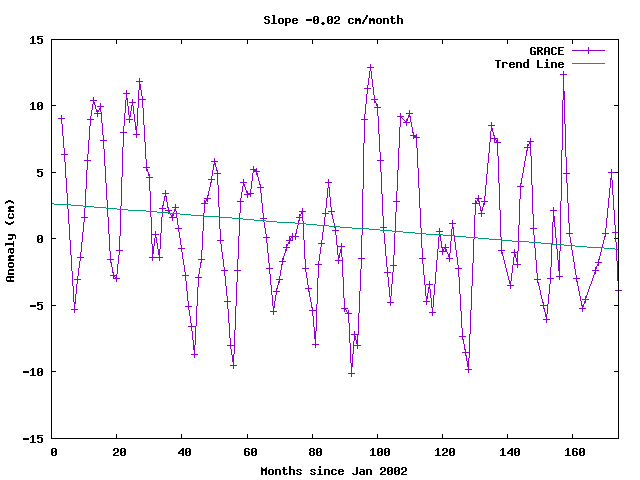 Slope -0.02 cm/month
GRACE
Trend Line
15
10
5
0
-5
-10
-15
Anomaly (cm)
0 20 40 60 80 100 120 140 160
Months since Jan 2002